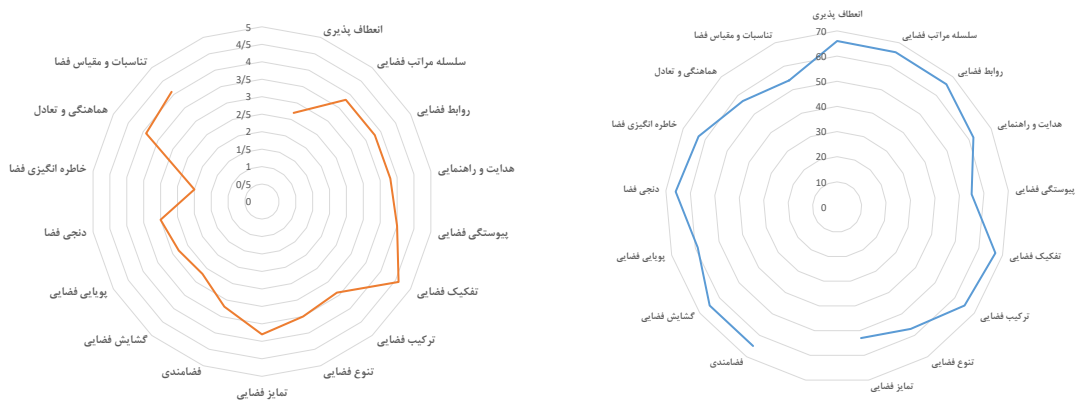 5
4/5
4
3/5
3
2/5
2
1/5
1
0/5
0
انعطاف پذیری
سلسله مراتب فضایی
روابط فضایی
هدایت و راهنمایی
پیوستگی فضایی
تفکیک فضایی
ترکیب فضایی
تنوع فضایی
تمایز فضایی
فضامندی
گشایش فضایی
پویایی فضایی
دنجی فضا
خاطره انگیزی فضا
هماهنگی و تعادل
تناسبات و مقیاس فضا
70
60
50
40
30
20
10
0
انعطاف پذیری
سلسله مراتب فضایی
روابط فضایی
هدایت و راهنمایی
پیوستگی فضایی
تفکیک فضایی
ترکیب فضایی
تنوع فضایی
تمایز فضایی
فضامندی
گشایش فضایی
پویایی فضایی
دنجی فضا
خاطره انگیزی فضا
هماهنگی و تعادل
تناسبات و مقیاس فضا